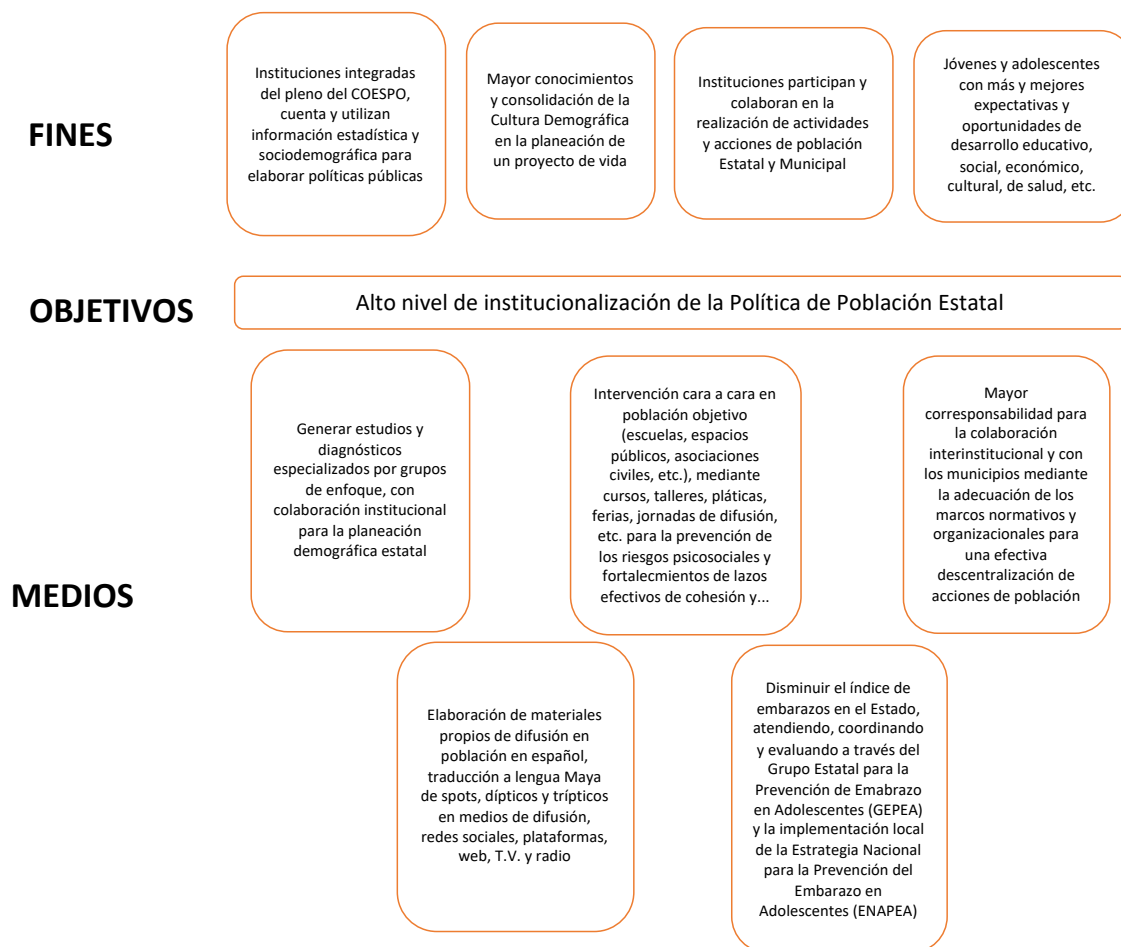 FINES
Instituciones integradas
del pleno del COESPO,
cuenta y utilizan
información estadística y
sociodemográfica para
elaborar políticas públicas
Mayor conocimientos
y consolidación de la
Cultura Demográfica
en la planeación de
un proyecto de vida
Instituciones participan y
colaboran en la
realización de actividades
y acciones de población
Estatal y Municipal
Jóvenes y adolescentes
con más y mejores
expectativas y
oportunidades de
desarrollo educativo,
social, económico,
cultural, de salud, etc.
OBJETIVOS
Alto nivel de institucionalización de la Política de Población Estatal
MEDIOS
Generar estudios y
diagnósticos
especializados por grupos
de enfoque, con
colaboración institucional
para la planeación
demográfica estatal
Intervención cara a cara en
población objetivo
(escuelas, espacios
públicos, asociaciones
civiles, etc.), mediante
cursos, talleres, pláticas,
ferias, jornadas de difusión,
etc. para la prevención de
los riesgos psicosociales y
fortalecmientos de lazos
efectivos de cohesión y...
Mayor
corresponsabilidad para
la colaboración
interinstitucional y con
los municipios mediante
la adecuación de los
marcos normativos y
organizacionales para
una efectiva
descentralización de
acciones de población
Elaboración de materiales
propios de difusión en
población en español,
traducción a lengua Maya
de spots, dípticos y trípticos
en medios de difusión,
redes sociales, plataformas,
web, T.V. y radio
Disminuir el índice de
embarazos en el Estado,
atendiendo, coordinando
y evaluando a través del
Grupo Estatal para la
Prevención de Emabrazo
en Adolescentes (GEPEA)
y la implementación local
de la Estrategia Nacional
para la Prevención del
Embarazo en
Adolescentes (ENAPEA)